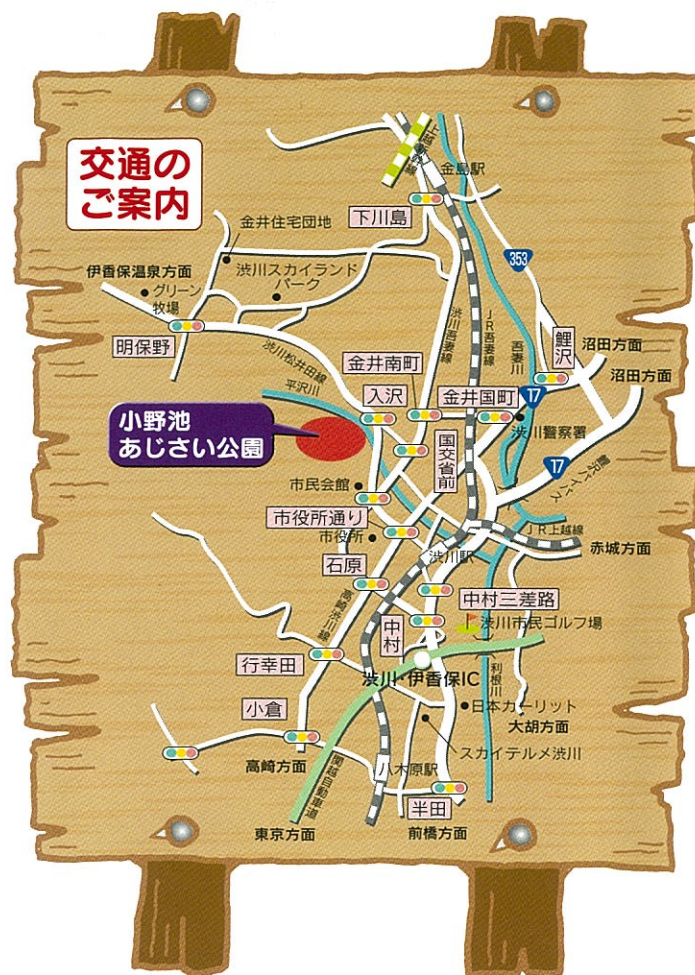 交通の
ご案内
上越新幹線
金島駅
下川島
金井住宅団地
渋川スカイランド
パーク
伊香保温泉方面
グリーン
牧場
明保野
渋川松井田線
平沢川
353
渋川吾妻線
JR吾妻線
吾妻川
鯉沢
沼田方面
沼田方面
金井南町
入沢
金井国町
17
渋川警察署
小野池
あじさい公園
国交省前
17
鯉沢バイパス
市民会館
市役所通り
市役所
JR上越線
赤城方面
渋川駅
石原
高崎渋川線
中村三差路
渋川市民ゴルフ場
中村
行幸田
渋川・伊香保IC
利根川
日本カーリット
大胡方面
小倉
スカイテルメ渋川
高崎方面
関越自動車道
八木原駅
半田
東京方面
前橋方面